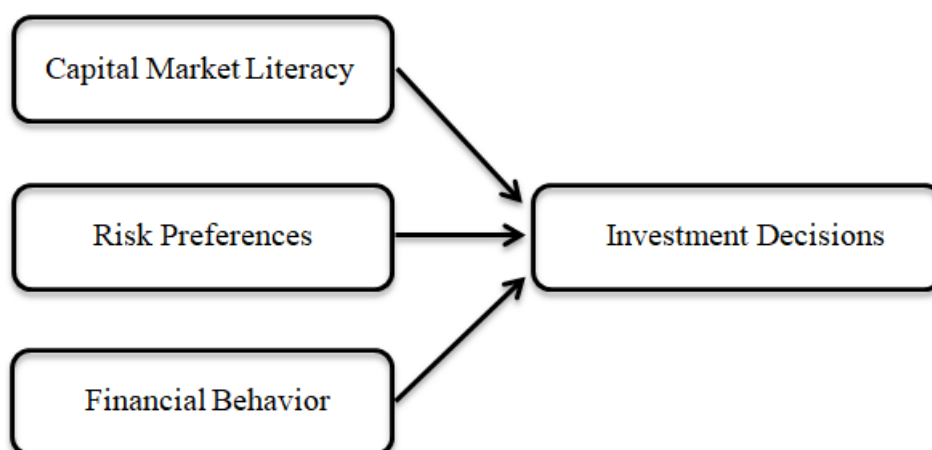 Capital Market Literacy
Risk Preferences
Investment Decisions
Financial Behavior